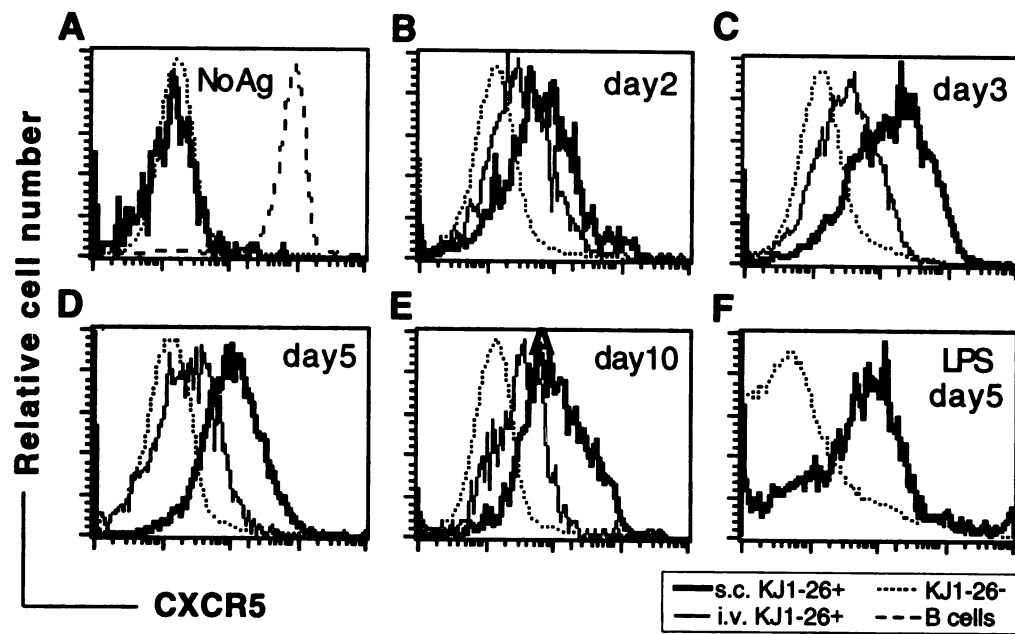 A
NoAg
B
day2
C
day3
D
day5
E
day10
F
LPS
day5
Relative cell number
CXCR5
s.c. KJ1-26+
KJ1-26-
i.v. KJ1-26+
B cells